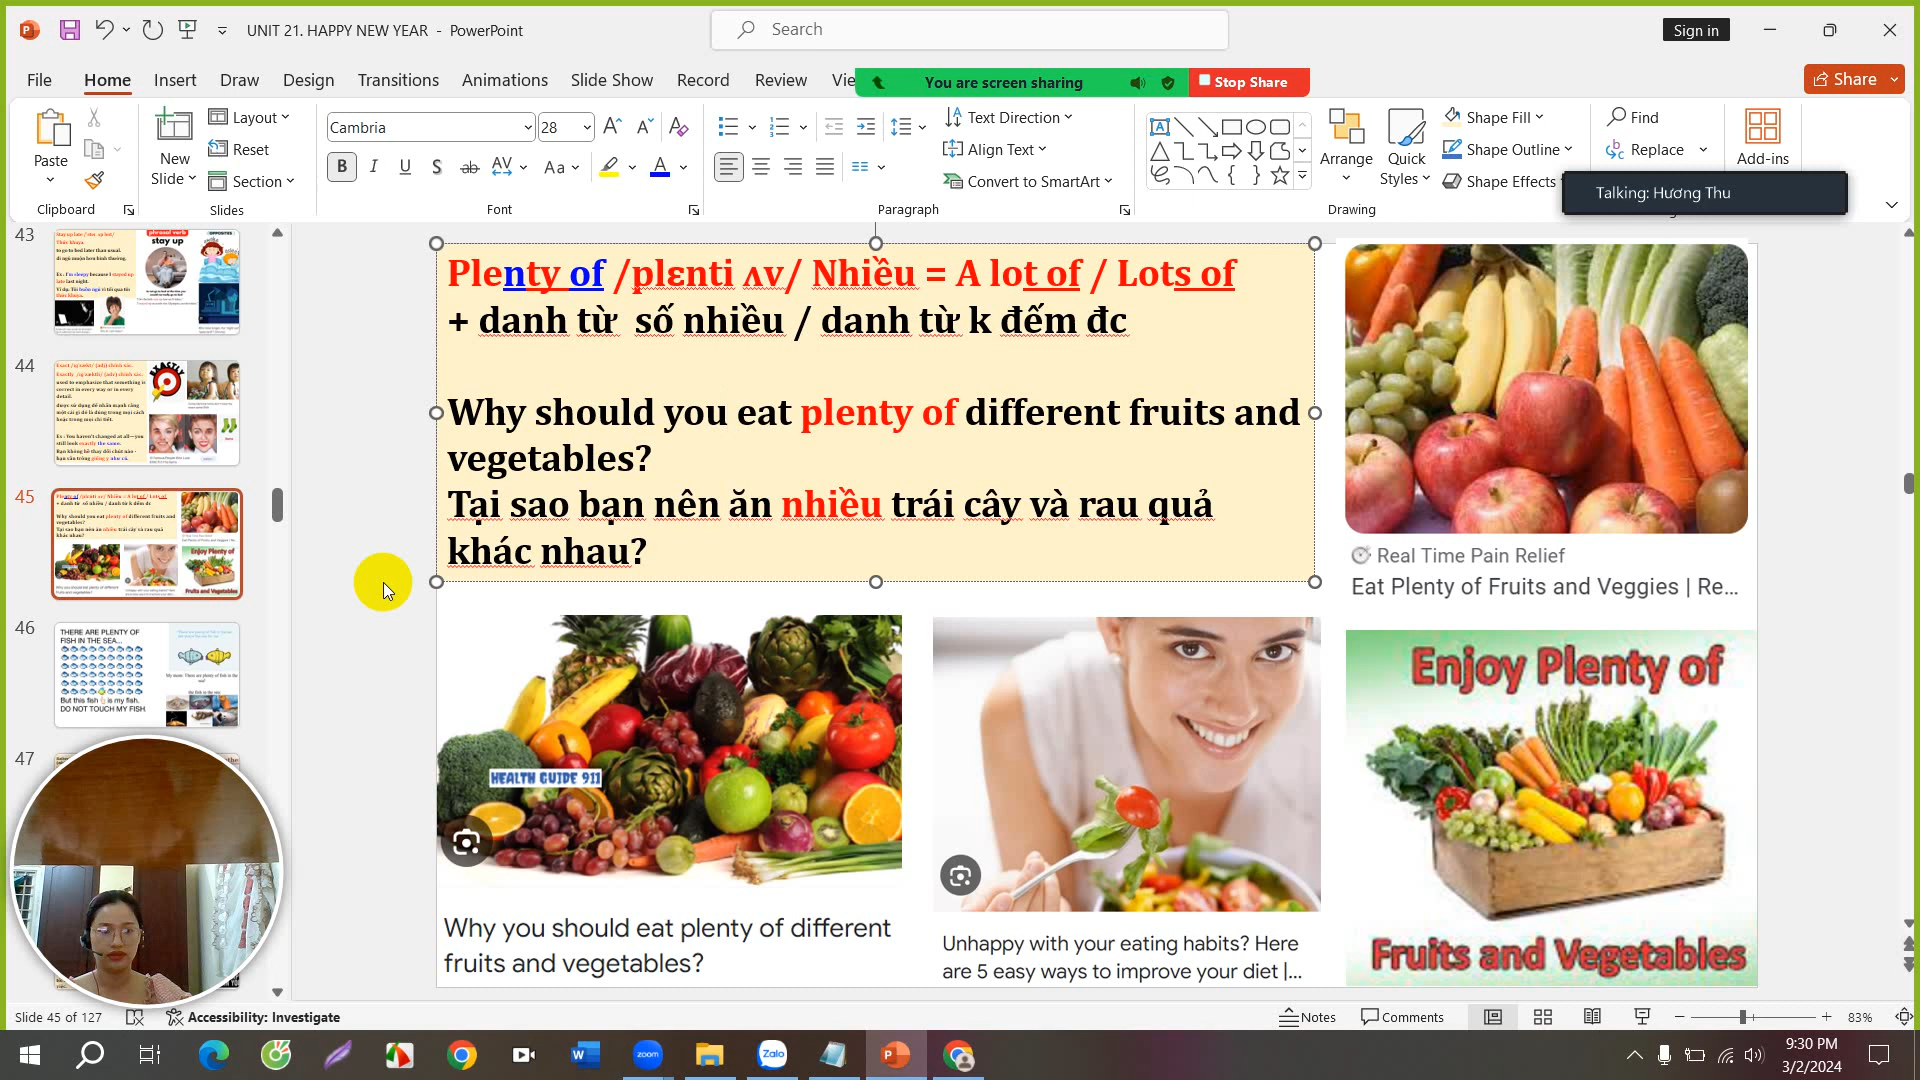 UNIT 21. HAPPY NEW YEAR - PowerPoint
Search
Sign in
File Home Insert Draw Design Transitions Animations Slide Show Record Review Vie
You are screen sharing
Stop Share
Share
Paste
Clipboard
New Slide
Layout
Reset
Section
Slides
Cambria
28
Font
Paragraph
Text Direction
Align Text
Convert to SmartArt
Arrange
Quick Styles
Shape Fill
Shape Outline
Shape Effects
Drawing
Find
Replace
Add-ins
Talking: Hương Thu
43
44
45
46
THERE ARE PLENTY OF
FISH IN THE SEA...
But this fish is my fish.
DO NOT TOUCH MY FISH.
47
Plenty of /plɛnti ʌv/ Nhiều = A lot of / Lots of
+ danh từ số nhiều / danh từ k đếm đc
Why should you eat plenty of different fruits and
vegetables?
Tại sao bạn nên ăn nhiều trái cây và rau quả
khác nhau?
Real Time Pain Relief
Eat Plenty of Fruits and Veggies | Re...
HEALTH GUIDE 911
Why you should eat plenty of different
fruits and vegetables?
Unhappy with your eating habits? Here
are 5 easy ways to improve your diet |...
Enjoy Plenty of
Fruits and Vegetables
Slide 45 of 127
Accessibility: Investigate
Notes
Comments
83%
9:30 PM
3/2/2024